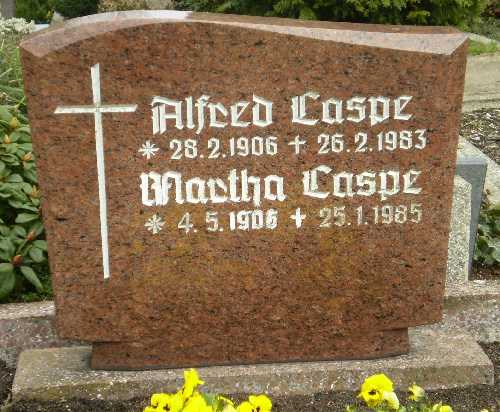 Alfred Caspe
* 28.2.1906 + 26.2.1983
Martha Caspe
* 4.5.1906 + 25.1.1985